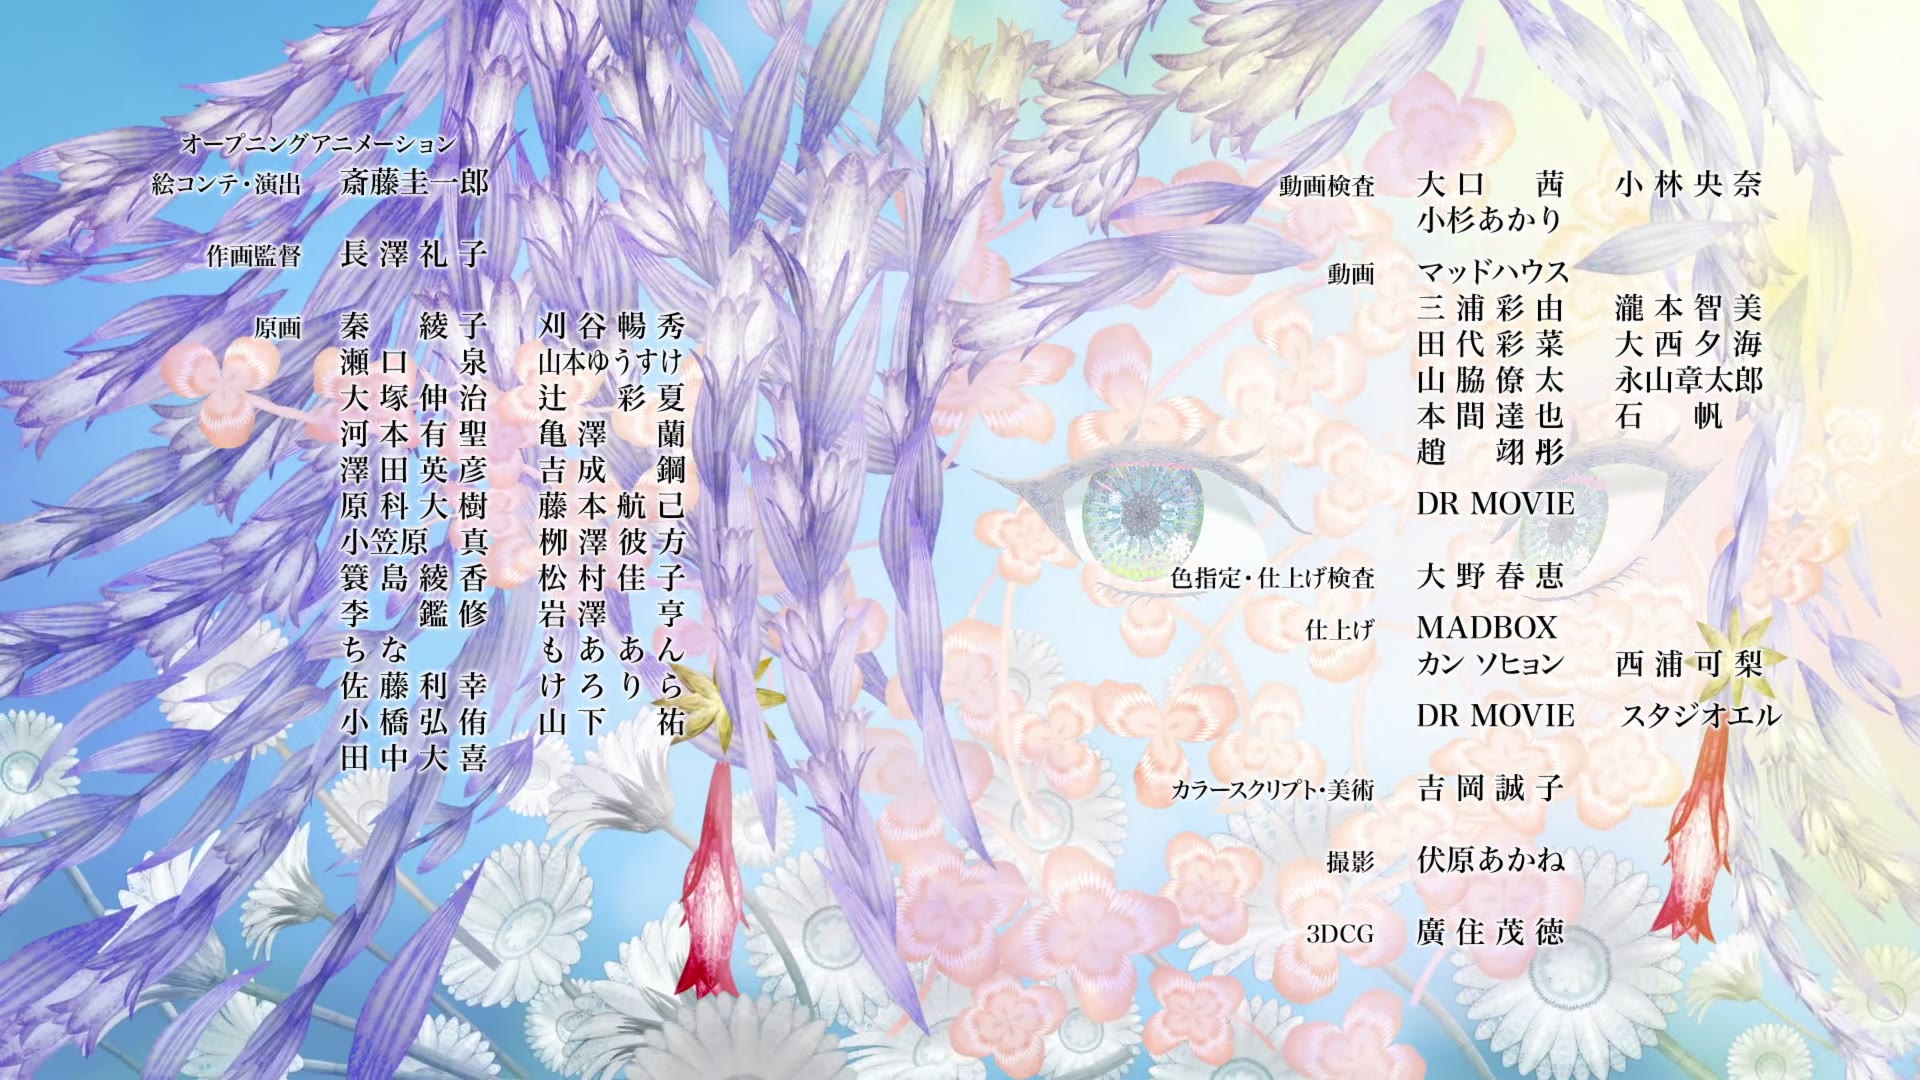 オープニングアニメーション
絵コンテ・演出 斎藤圭一郎
作画監督 長澤礼子
原画 秦綾子 刈谷暢秀
瀬口泉 山本ゆうすけ
大塚伸治 辻彩夏
河本有聖 亀澤蘭
澤田英彦 吉成鋼
原科大樹 藤本航己
小笠原真 栁澤彼方
簑島綾香 松村佳子
李鑑修 岩澤亨
ちな もああん
佐藤利幸 けろりら
小橋弘侑 山下祐
田中大喜
動画検査 大口茜 小林央奈
小杉あかり
動画 マッドハウス
三浦彩由 瀧本智美
田代彩菜 大西夕海
山脇僚太 永山章太郎
本間達也 石帆
趙翊彤
DR MOVIE
色指定・仕上げ検査 大野春恵
仕上げ MADBOX
カン ソヒョン 西浦可梨
DR MOVIE スタジオエル
カラースクリプト・美術 吉岡誠子
撮影 伏原あかね
3DCG 廣住茂徳